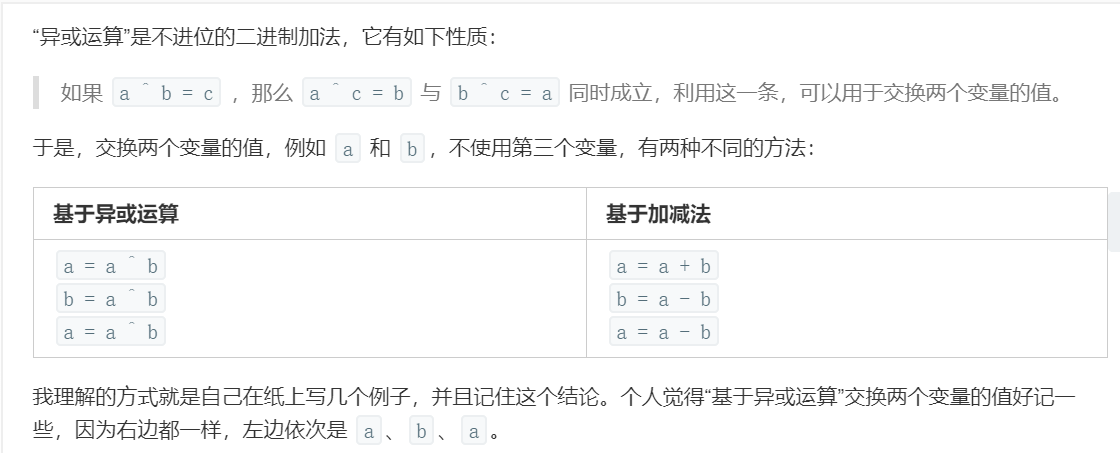 “异或运算”是不进位的二进制加法，它有如下性质：
如果 a ^ b = c ，那么 a ^ c = b 与 b ^ c = a 同时成立，利用这一条，可以用于交换两个变量的值。
于是，交换两个变量的值，例如 a 和 b ，不使用第三个变量，有两种不同的方法：
基于异或运算 基于加减法
a = a ^ b a = a + b
b = a ^ b b = a - b
a = a ^ b a = a - b
我理解的方式就是自己在纸上写几个例子，并且记住这个结论。个人觉得“基于异或运算”交换两个变量的值好记一
些，因为右边都一样，左边依次是 a 、 b 、 a 。